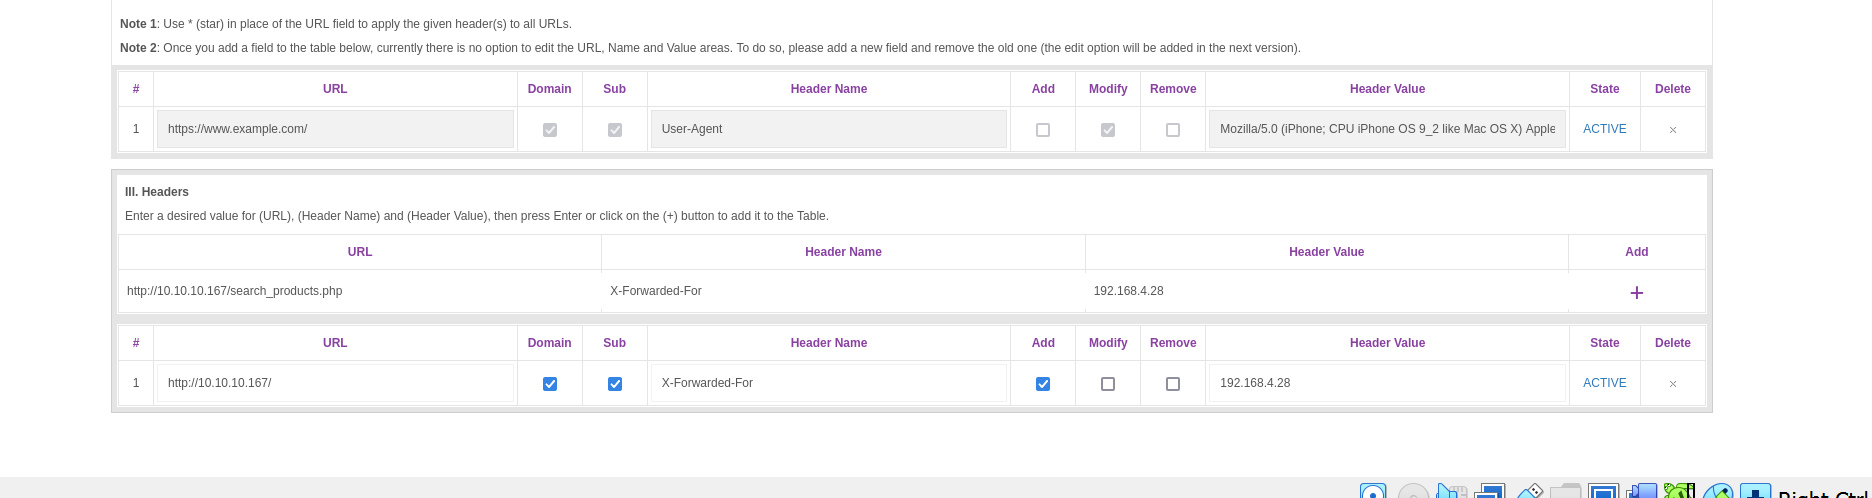 Note 1: Use * (star) in place of the URL field to apply the given header(s) to all URLs.
Note 2: Once you add a field to the table below, currently there is no option to edit the URL, Name and Value areas. To do so, please add a new field and remove the old one (the edit option will be added in the next version).
# URL Domain Sub Header Name Add Modify Remove Header Value State Delete
1 https://www.example.com/ User-Agent Mozilla/5.0 (iPhone; CPU iPhone OS 9_2 like Mac OS X) Apple ACTIVE ×
III. Headers
Enter a desired value for (URL), (Header Name) and (Header Value), then press Enter or click on the (+) button to add it to the Table.
URL Header Name Header Value Add
http://10.10.10.167/search_products.php X-Forwarded-For 192.168.4.28 +
# URL Domain Sub Header Name Add Modify Remove Header Value State Delete
1 http://10.10.10.167/ X-Forwarded-For 192.168.4.28 ACTIVE ×
Right Ctrl